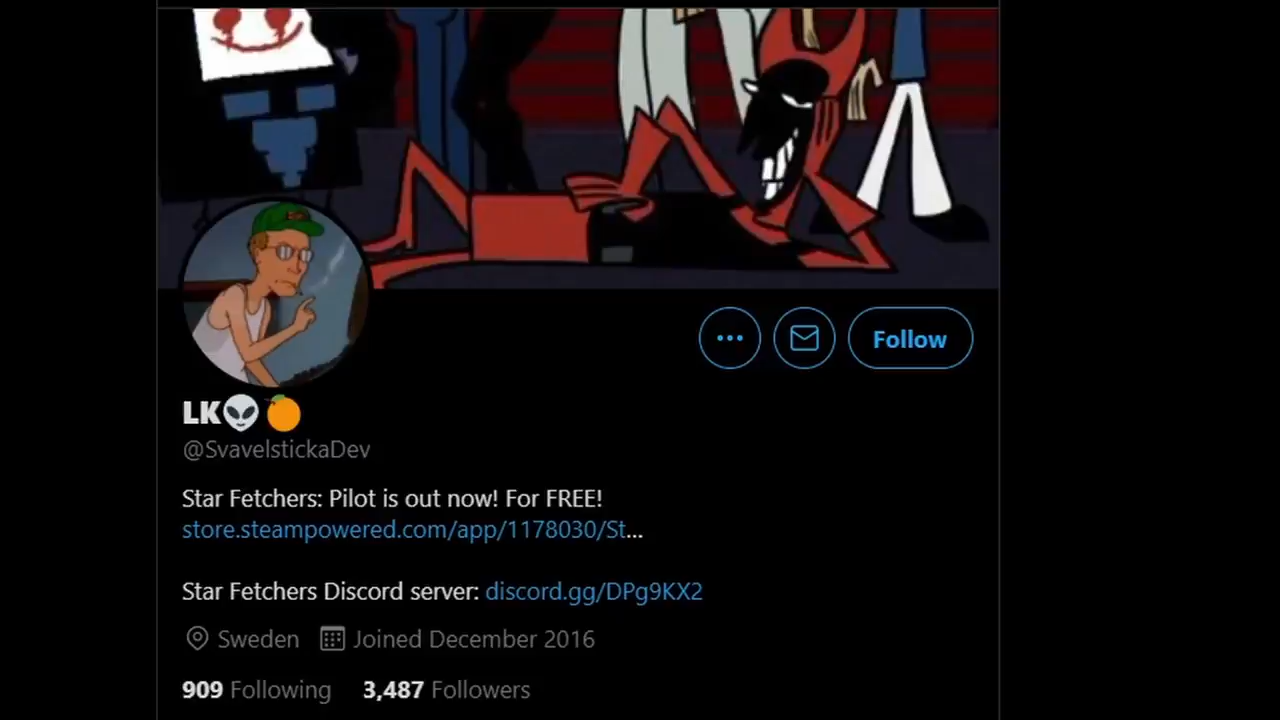 Follow
LK👽🍊
@SvavelstickaDev
Star Fetchers: Pilot is out now! For FREE!
store.steampowered.com/app/1178030/St...
Star Fetchers Discord server: discord.gg/DPg9KX2
Sweden Joined December 2016
909 Following 3,487 Followers